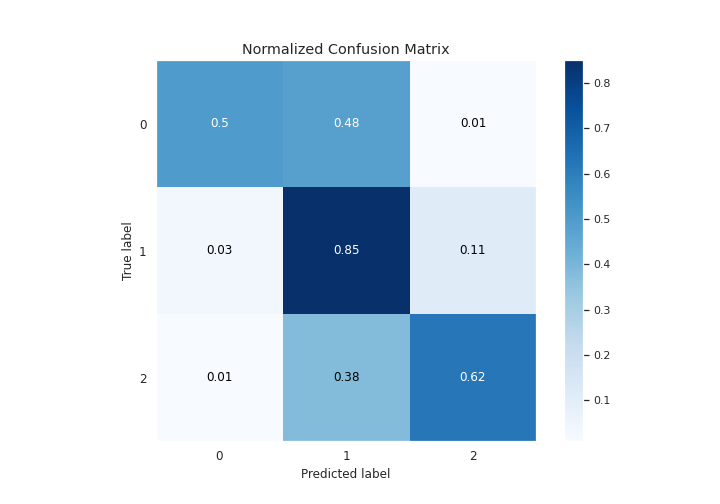 Normalized Confusion Matrix
0 0.5 0.48 0.01
1 0.03 0.85 0.11
2 0.01 0.38 0.62
0 1 2
True label
Predicted label
0.8
0.7
0.6
0.5
0.4
0.3
0.2
0.1